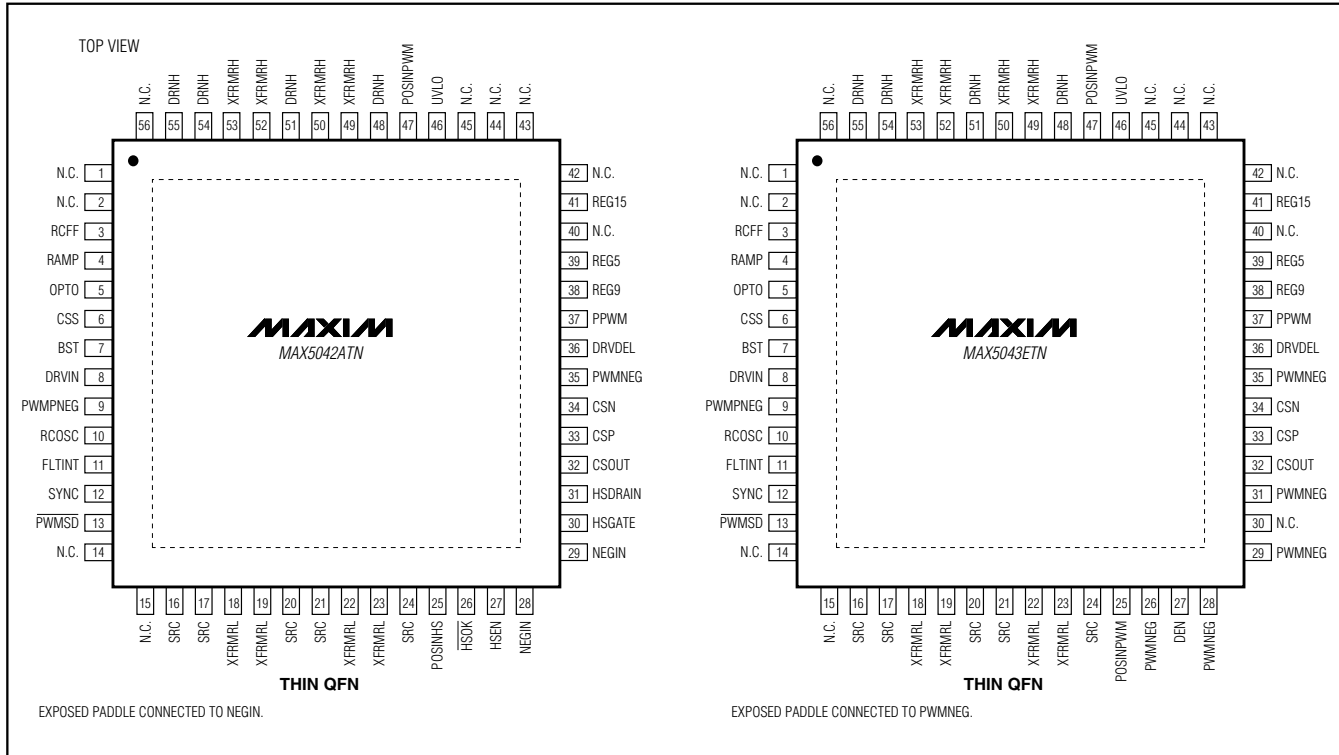 TOP VIEW
N.C. DRNH DRNH XFRMRH XFRMRH DRNH XFRMRH XFRMRH DRNH POSINPWM UVLO N.C. N.C. N.C.
56 55 54 53 52 51 50 49 48 47 46 45 44 43
N.C. 1
N.C. 2
RCFF 3
RAMP 4
OPTO 5
CSS 6
BST 7
DRVIN 8
PWMPNEG 9
RCOSC 10
FLTINT 11
SYNC 12
PWMSD 13
N.C. 14
MAXIM
MAX5042ATN
42 N.C.
41 REG15
40 N.C.
39 REG5
38 REG9
37 PPWM
36 DRVDEL
35 PWMNEG
34 CSN
33 CSP
32 CSOUT
31 HSDRAIN
30 HSGATE
29 NEGIN
15 16 17 18 19 20 21 22 23 24 25 26 27 28
N.C. SRC SRC XFRMRL XFRMRL SRC SRC XFRMRL XFRMRL SRC POSINHS HSOK HSEN NEGIN
THIN QFN
EXPOSED PADDLE CONNECTED TO NEGIN.
N.C. DRNH DRNH XFRMRH XFRMRH DRNH XFRMRH XFRMRH DRNH POSINPWM UVLO N.C. N.C. N.C.
56 55 54 53 52 51 50 49 48 47 46 45 44 43
N.C. 1
N.C. 2
RCFF 3
RAMP 4
OPTO 5
CSS 6
BST 7
DRVIN 8
PWMPNEG 9
RCOSC 10
FLTINT 11
SYNC 12
PWMSD 13
N.C. 14
MAXIM
MAX5043ETN
42 N.C.
41 REG15
40 N.C.
39 REG5
38 REG9
37 PPWM
36 DRVDEL
35 PWMNEG
34 CSN
33 CSP
32 CSOUT
31 PWMNEG
30 N.C.
29 PWMNEG
15 16 17 18 19 20 21 22 23 24 25 26 27 28
N.C. SRC SRC XFRMRL XFRMRL SRC SRC XFRMRL XFRMRL SRC POSINPWM PWMNEG DEN PWMNEG
THIN QFN
EXPOSED PADDLE CONNECTED TO PWMNEG.